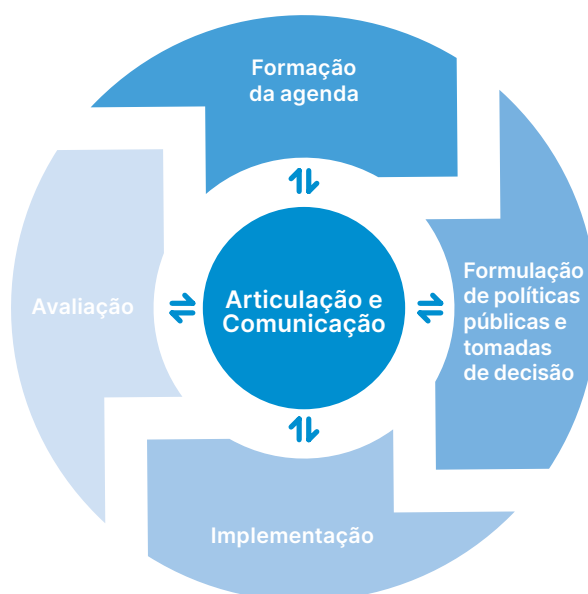 Formação
da agenda
Formulação
de políticas
públicas e
tomadas
de decisão
Implementação
Avaliação
Articulação e
Comunicação